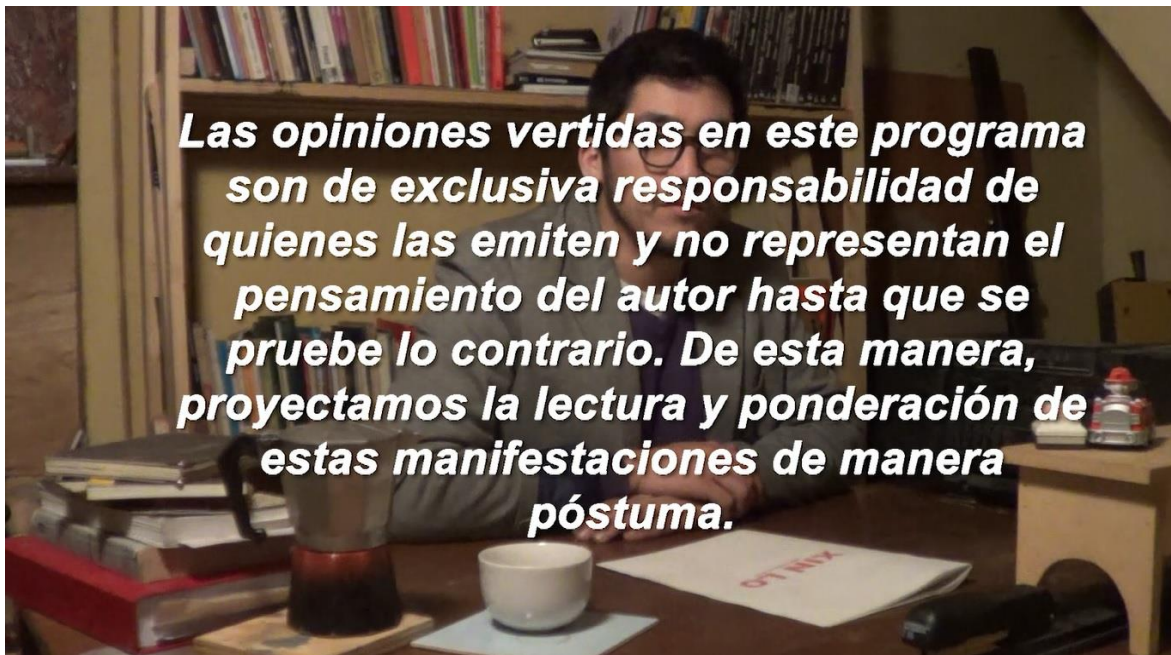 Las opiniones vertidas en este programa
son de exclusiva responsabilidad de
quienes las emiten y no representan el
pensamiento del autor hasta que se
pruebe lo contrario. De esta manera,
proyectamos la lectura y ponderación de
estas manifestaciones de manera
póstuma.